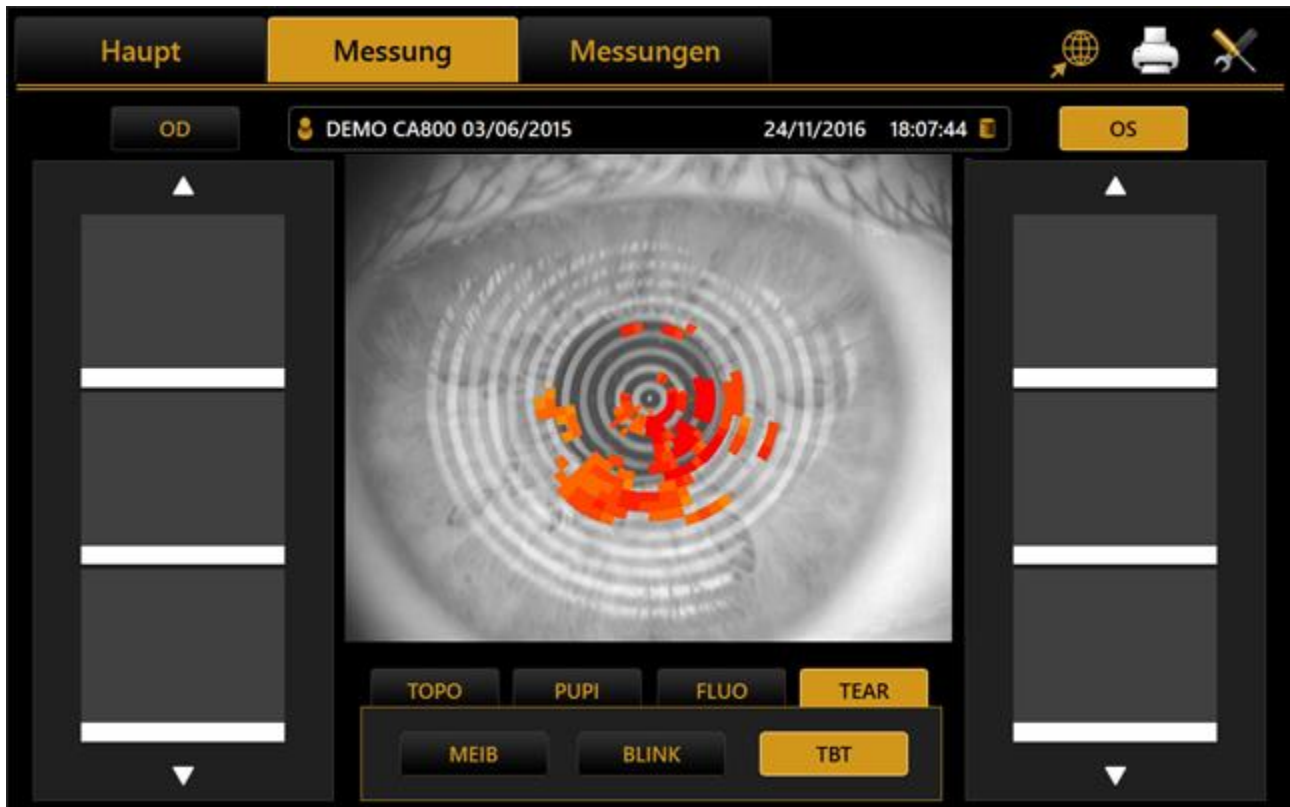 Haupt
Messung
Messungen
OD
DEMO CA800 03/06/2015 24/11/2016 18:07:44
OS
TOPO
PUPI
FLUO
TEAR
MEIB
BLINK
TBT